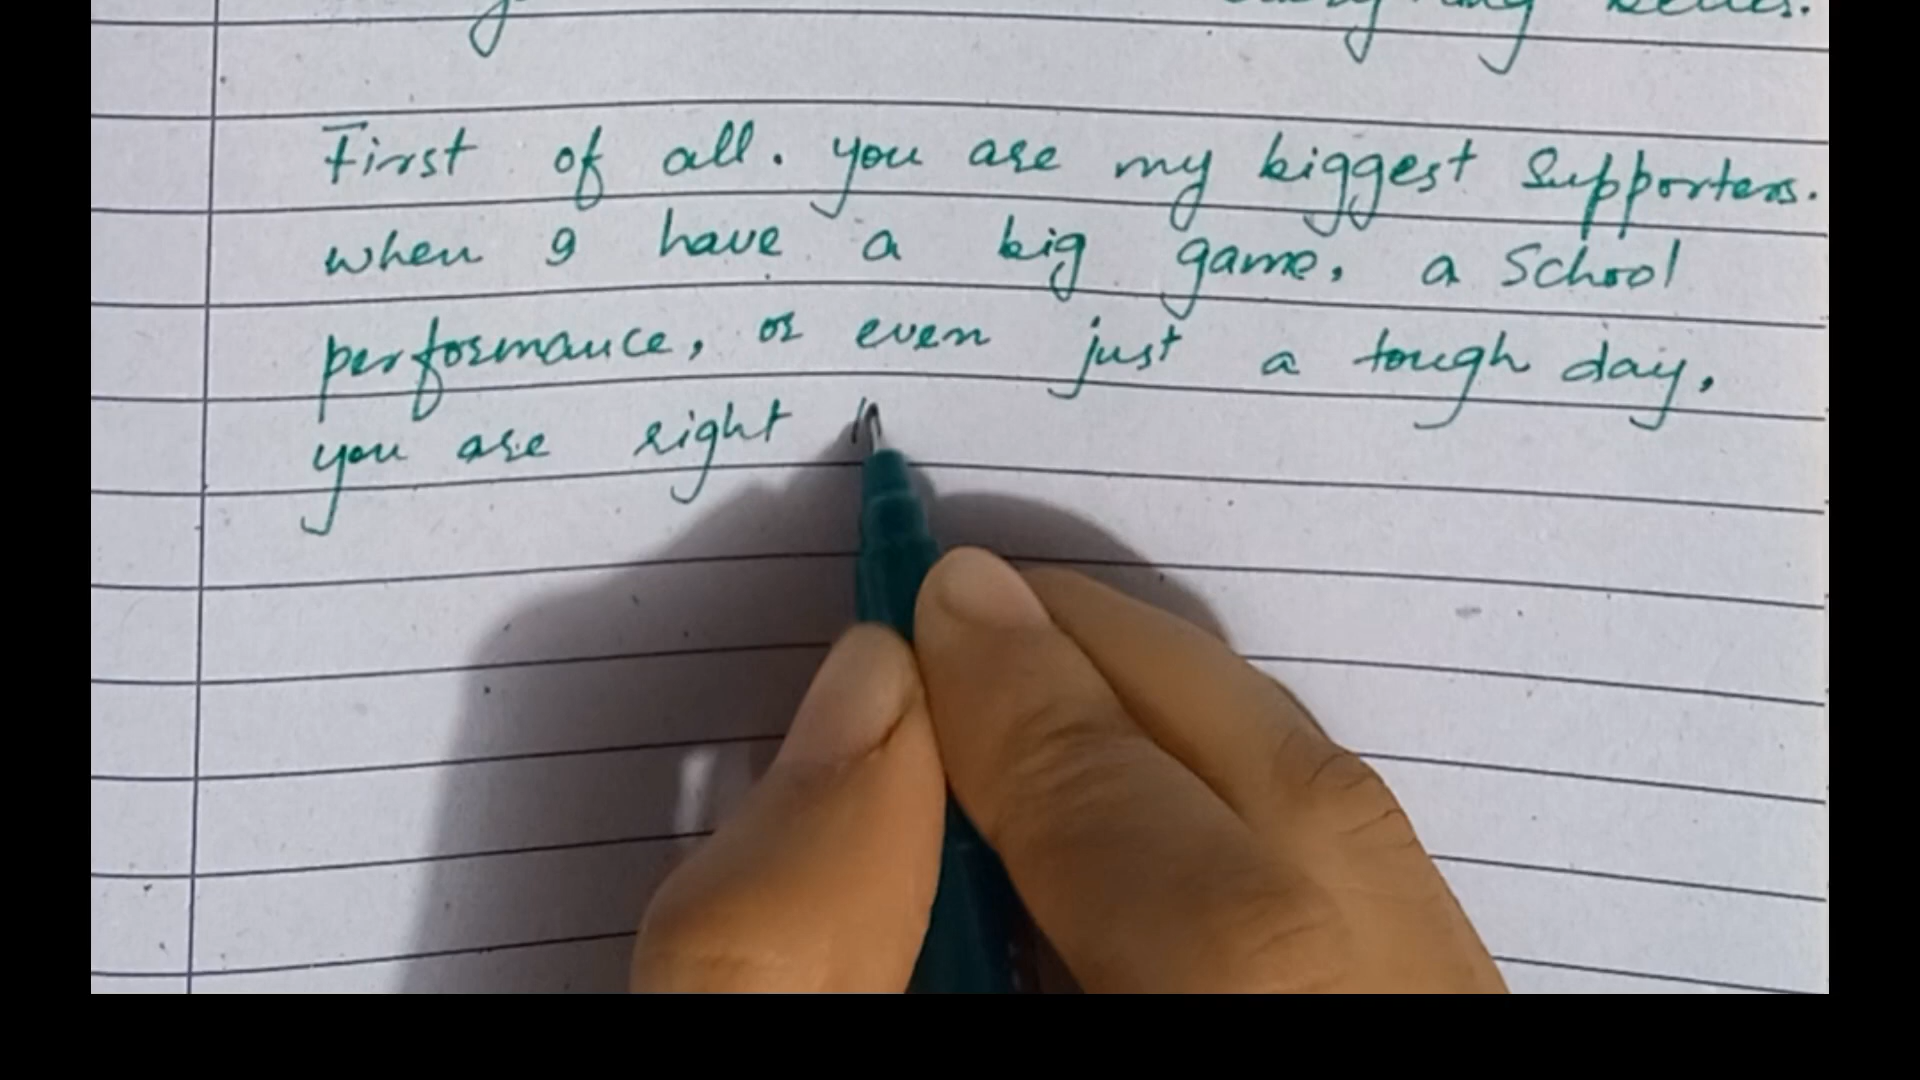 First of all. you are my biggest Supporters.
when I have a big game, a School
performance, or even just a tough day,
you are right